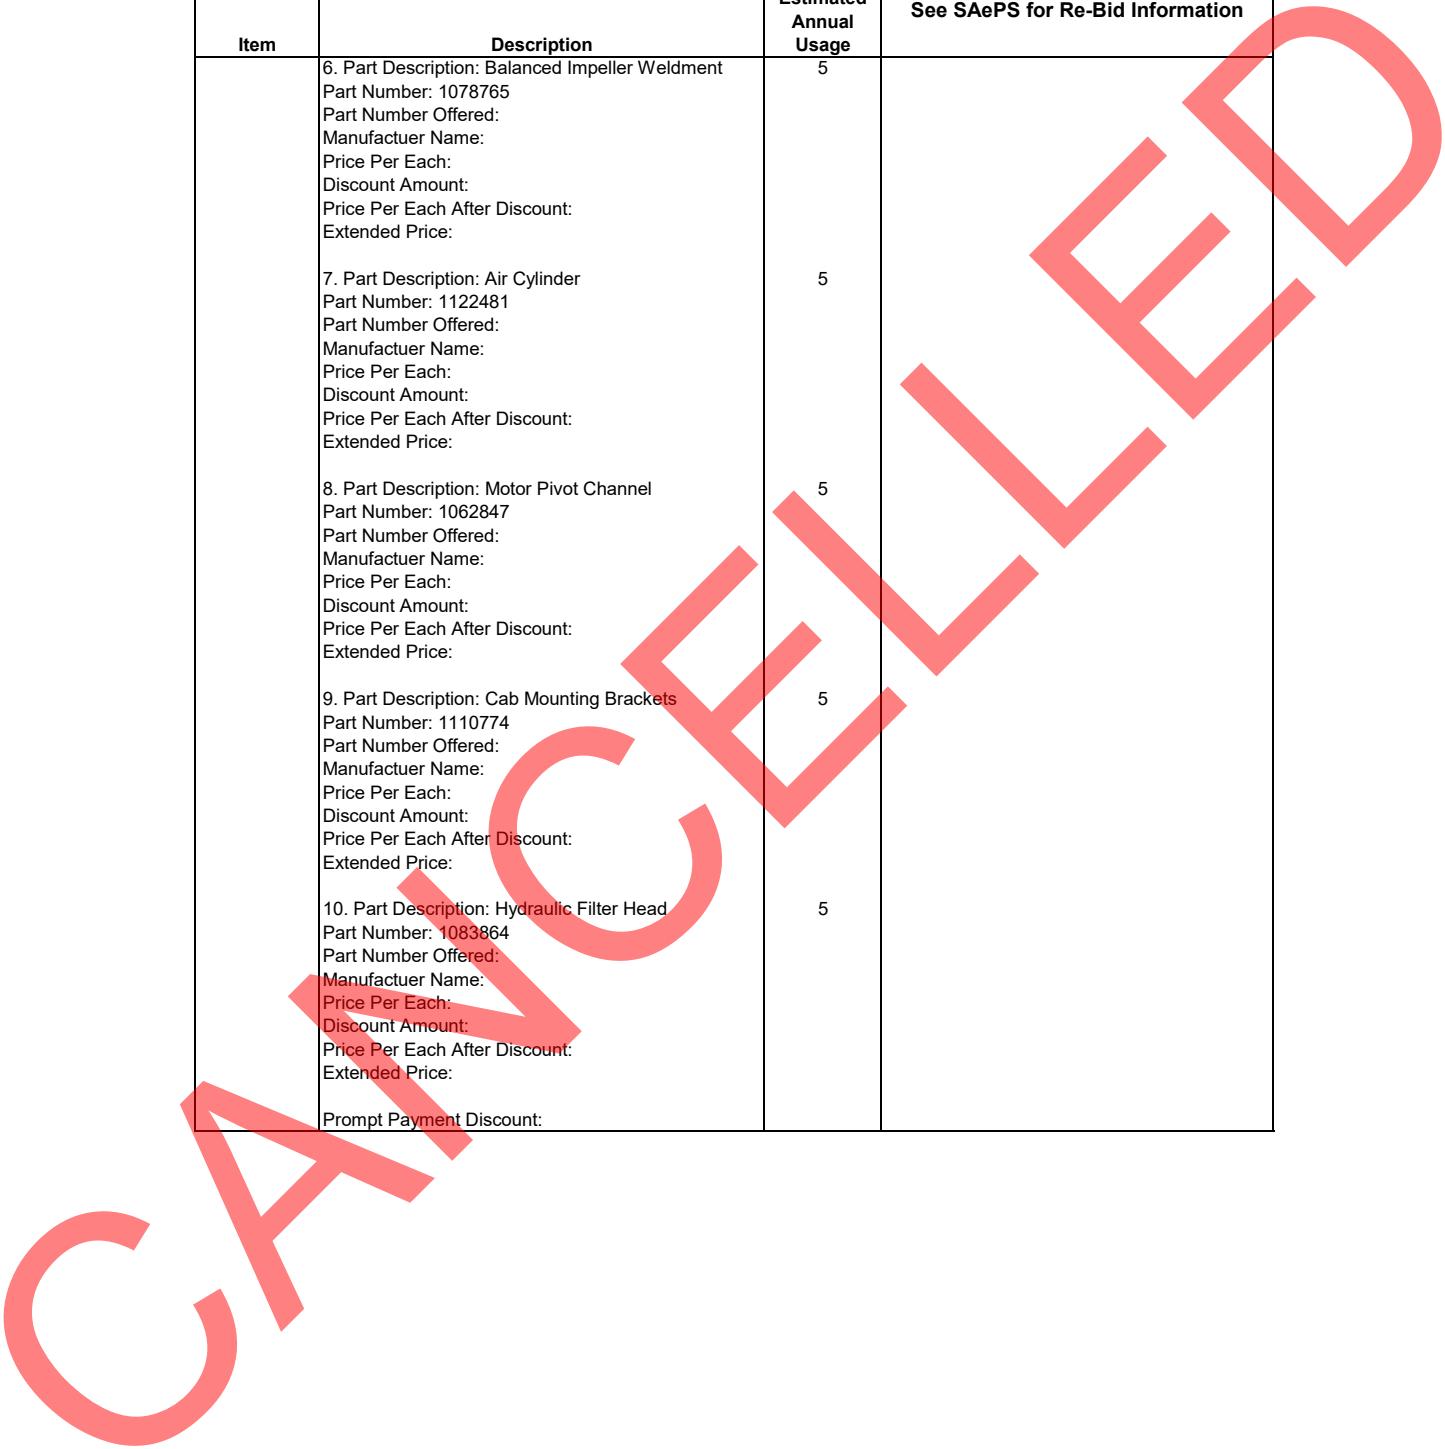 Estimated
Annual
Usage
See SAePS for Re-Bid Information
Item
Description
6. Part Description: Balanced Impeller Weldment 5
Part Number: 1078765
Part Number Offered:
Manufactuer Name:
Price Per Each:
Discount Amount:
Price Per Each After Discount:
Extended Price:
7. Part Description: Air Cylinder 5
Part Number: 1122481
Part Number Offered:
Manufactuer Name:
Price Per Each:
Discount Amount:
Price Per Each After Discount:
Extended Price:
8. Part Description: Motor Pivot Channel 5
Part Number: 1062847
Part Number Offered:
Manufactuer Name:
Price Per Each:
Discount Amount:
Price Per Each After Discount:
Extended Price:
9. Part Description: Cab Mounting Brackets 5
Part Number: 1110774
Part Number Offered:
Manufactuer Name:
Price Per Each:
Discount Amount:
Price Per Each After Discount:
Extended Price:
10. Part Description: Hydraulic Filter Head 5
Part Number: 1083864
Part Number Offered:
Manufactuer Name:
Price Per Each:
Discount Amount:
Price Per Each After Discount:
Extended Price:
Prompt Payment Discount:
CANCELLED